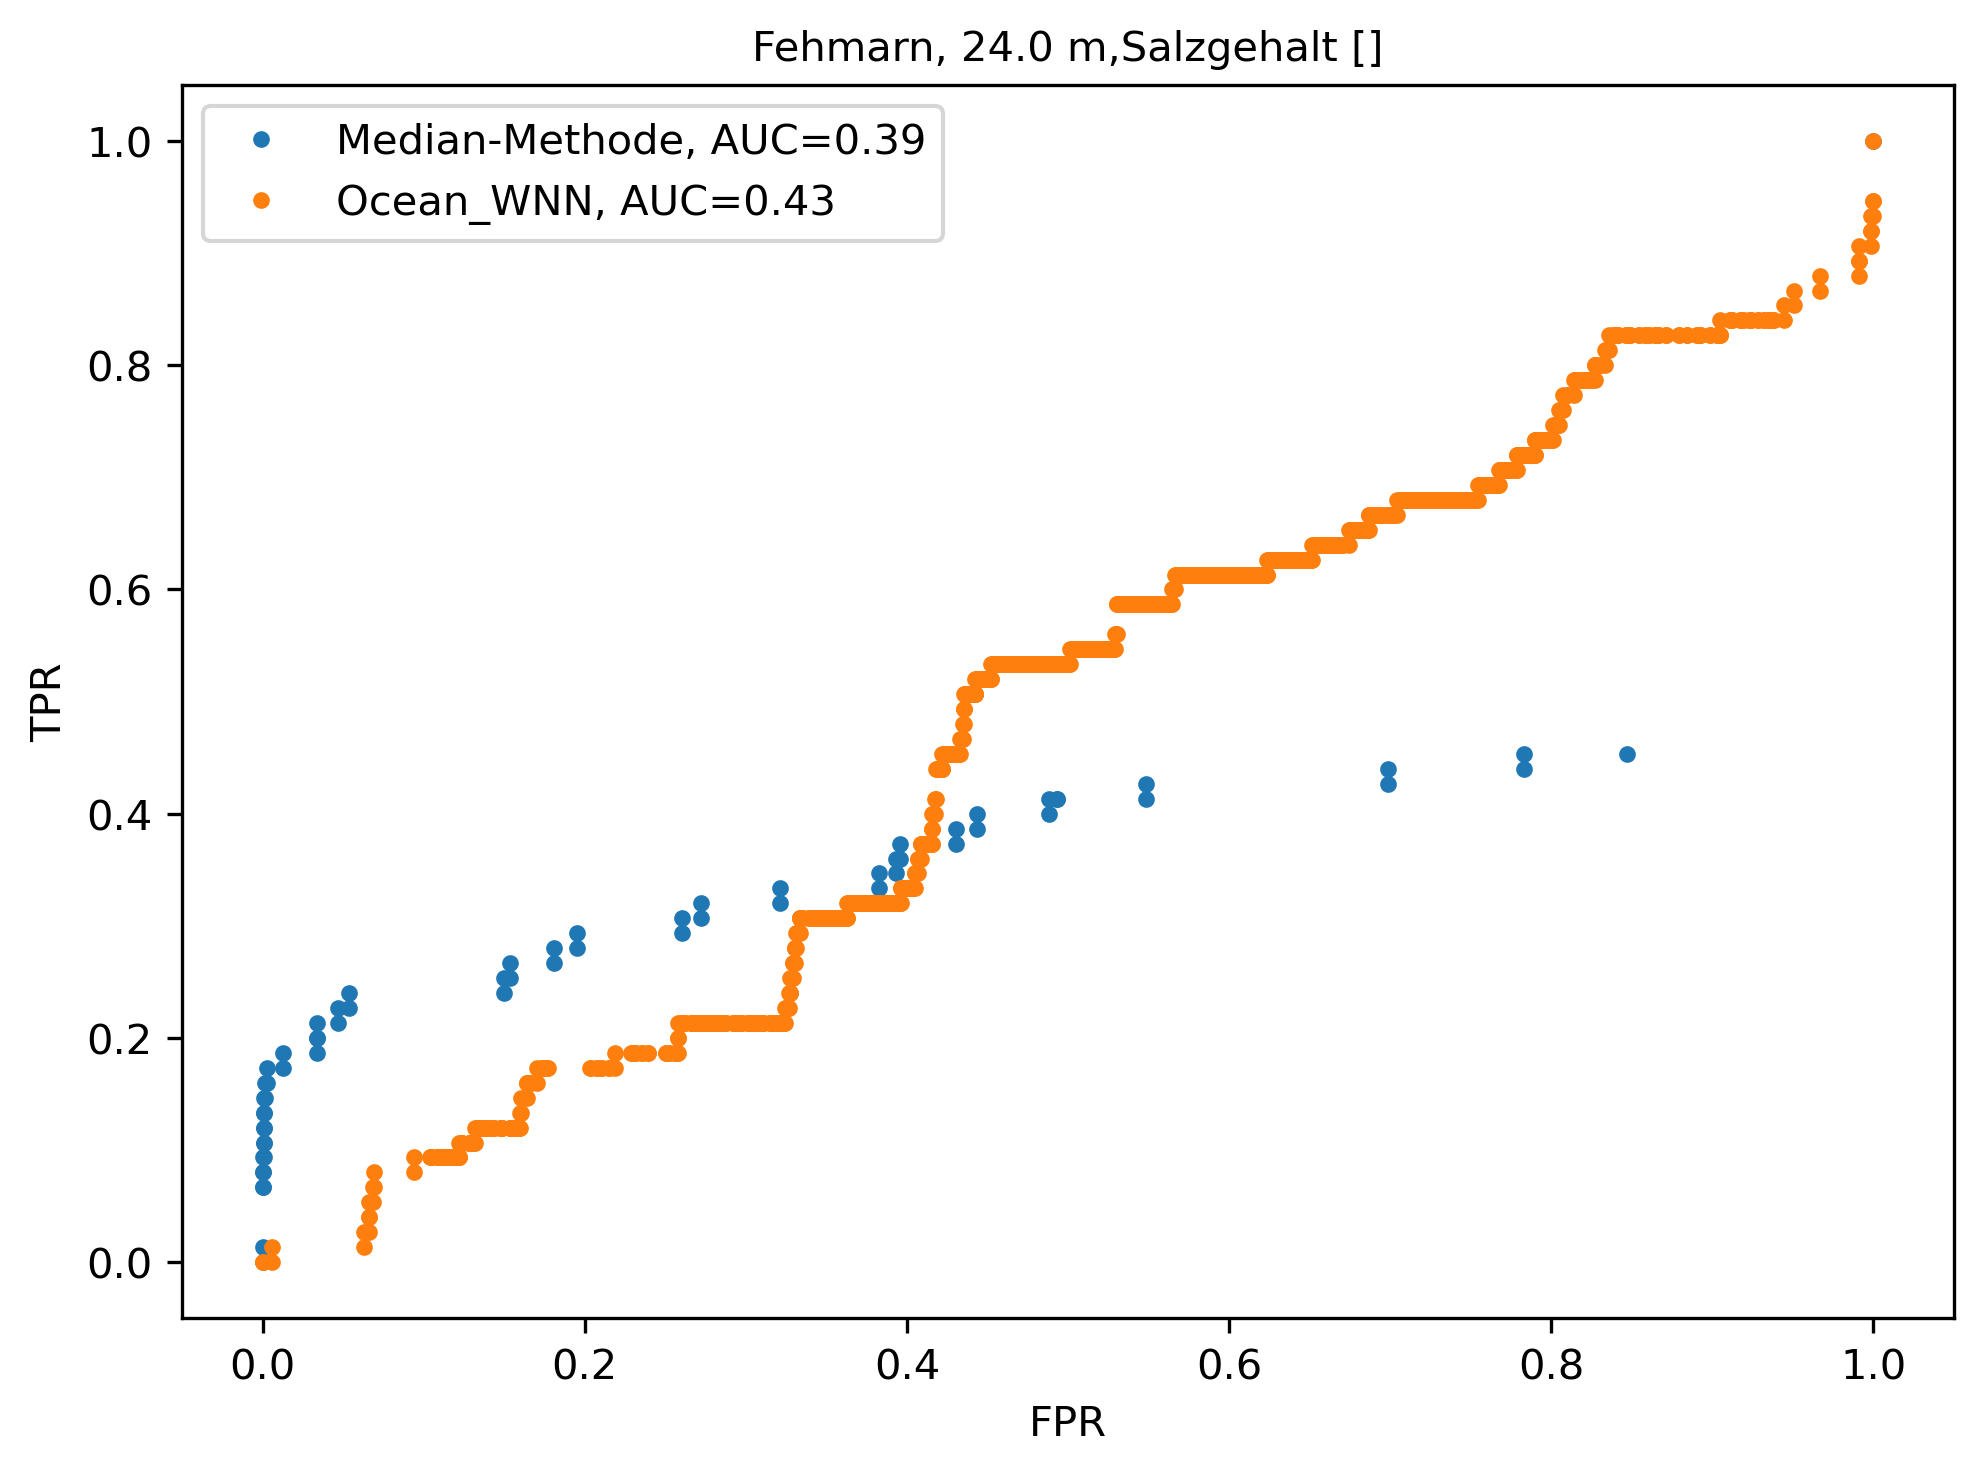 Fehmarn, 24.0 m,Salzgehalt []
Median-Methode, AUC=0.39
Ocean_WNN, AUC=0.43
1.0
0.8
0.6
0.4
0.2
0.0
TPR
0.0 0.2 0.4 0.6 0.8 1.0
FPR